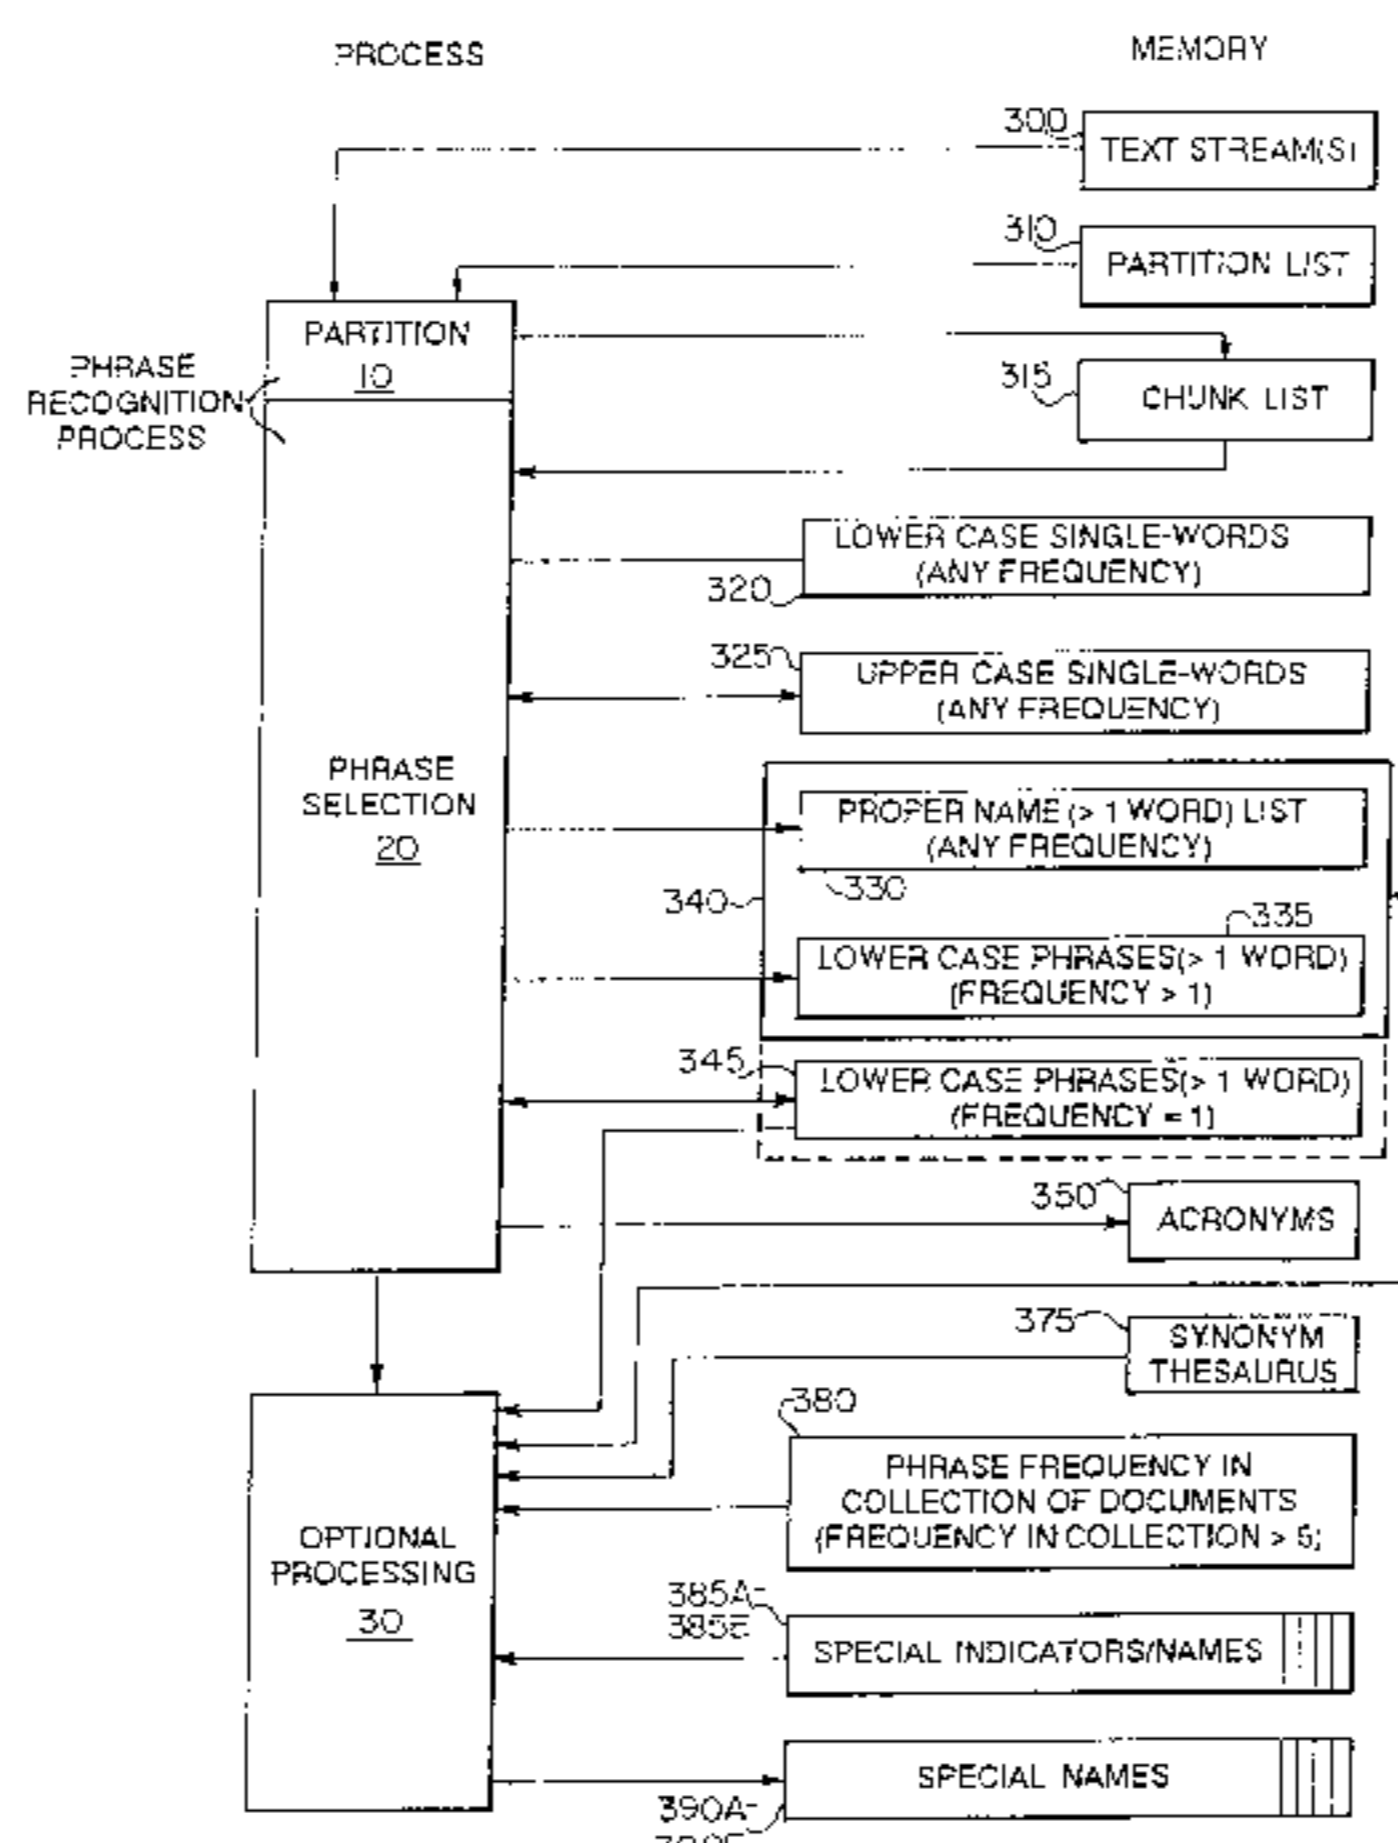 PROCESS
MEMORY
300
TEXT STREAM(S)
310
PARTITION LIST
PARTITION
10
PHRASE
RECOGNITION
PROCESS
315
CHUNK LIST
LOWER CASE SINGLE-WORDS
(ANY FREQUENCY)
320
325
UPPER CASE SINGLE-WORDS
(ANY FREQUENCY)
PHRASE
SELECTION
20
PROPER NAME (> 1 WORD) LIST
(ANY FREQUENCY)
330
340
335
LOWER CASE PHRASES(> 1 WORD)
(FREQUENCY > 1)
345
LOWER CASE PHRASES(> 1 WORD)
(FREQUENCY = 1)
350
ACRONYMS
375
SYNONYM
THESAURUS
380
PHRASE FREQUENCY IN
COLLECTION OF DOCUMENTS
(FREQUENCY IN COLLECTION > 5)
OPTIONAL
PROCESSING
30
385A-
385E
SPECIAL INDICATORS/NAMES
SPECIAL NAMES
390A-